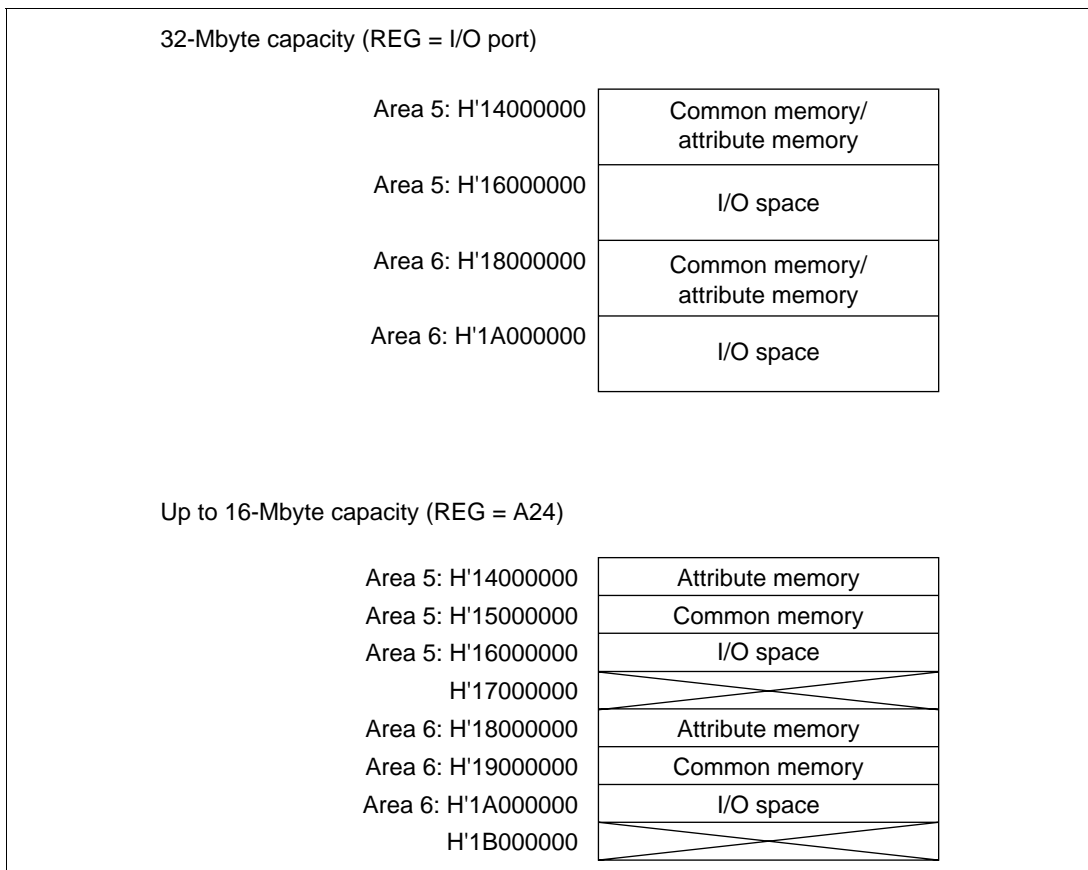 32-Mbyte capacity (REG = I/O port)
Area 5: H'14000000
Common memory/
attribute memory
Area 5: H'16000000
I/O space
Area 6: H'18000000
Common memory/
attribute memory
Area 6: H'1A000000
I/O space
Up to 16-Mbyte capacity (REG = A24)
Area 5: H'14000000 Attribute memory
Area 5: H'15000000 Common memory
Area 5: H'16000000 I/O space
H'17000000
Area 6: H'18000000 Attribute memory
Area 6: H'19000000 Common memory
Area 6: H'1A000000 I/O space
H'1B000000